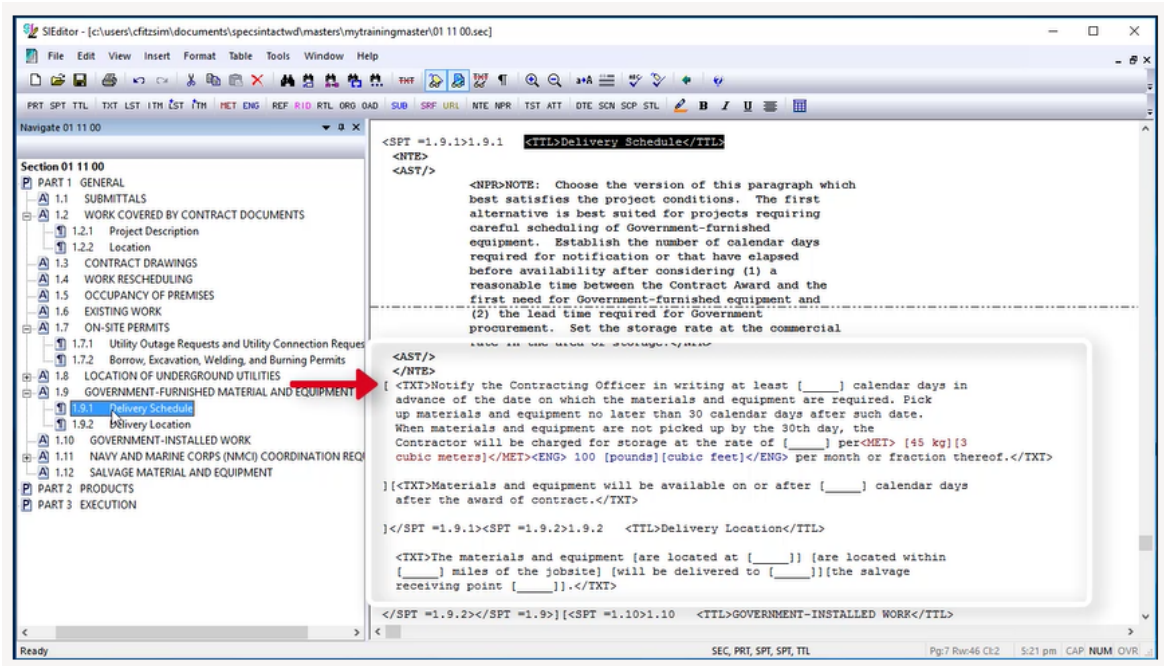 SIEditor - [c:\users\cfitzsim\documents\specsintactwd\masters\mytrainingmaster\01 11 00.sec]
File Edit View Insert Format Table Tools Window Help
PRT SPT TTL TXT LST ITM LST ITM MET ENG REF RID RTL ORG OAD SUB SRF URL NTE NPR TST ATT DTE SCN SCP STL B I U
Navigate 01 11 00
Section 01 11 00
PART 1 GENERAL
1.1 SUBMITTALS
1.2 WORK COVERED BY CONTRACT DOCUMENTS
1.2.1 Project Description
1.2.2 Location
1.3 CONTRACT DRAWINGS
1.4 WORK RESCHEDULING
1.5 OCCUPANCY OF PREMISES
1.6 EXISTING WORK
1.7 ON-SITE PERMITS
1.7.1 Utility Outage Requests and Utility Connection Reques
1.7.2 Borrow, Excavation, Welding, and Burning Permits
1.8 LOCATION OF UNDERGROUND UTILITIES
1.9 GOVERNMENT-FURNISHED MATERIAL AND EQUIPMENT
1.9.1 Delivery Schedule
1.9.2 Delivery Location
1.10 GOVERNMENT-INSTALLED WORK
1.11 NAVY AND MARINE CORPS (NMCI) COORDINATION REQ
1.12 SALVAGE MATERIAL AND EQUIPMENT
PART 2 PRODUCTS
PART 3 EXECUTION
<SPT =1.9.1>1.9.1 <TTL>Delivery Schedule</TTL>
<NTE>
<AST/>
<NPR>NOTE: Choose the version of this paragraph which
best satisfies the project conditions. The first
alternative is best suited for projects requiring
careful scheduling of Government-furnished
equipment. Establish the number of calendar days
required for notification or that have elapsed
before availability after considering (1) a
reasonable time between the Contract Award and the
first need for Government-furnished equipment and
(2) the lead time required for Government
procurement. Set the storage rate at the commercial
rate in the area of storage.</NPR>
<AST/>
</NTE>
[ <TXT>Notify the Contracting Officer in writing at least [_____] calendar days in
advance of the date on which the materials and equipment are required. Pick
up materials and equipment no later than 30 calendar days after such date.
When materials and equipment are not picked up by the 30th day, the
Contractor will be charged for storage at the rate of [_____] per<MET> [45 kg][3
cubic meters]</MET><ENG> 100 [pounds][cubic feet]</ENG> per month or fraction thereof.</TXT>
][<TXT>Materials and equipment will be available on or after [_____] calendar days
after the award of contract.</TXT>
]</SPT =1.9.1><SPT =1.9.2>1.9.2 <TTL>Delivery Location</TTL>
<TXT>The materials and equipment [are located at [_____]] [are located within
[_____] miles of the jobsite] [will be delivered to [_____]][the salvage
receiving point [_____]].</TXT>
</SPT =1.9.2></SPT =1.9>][<SPT =1.10>1.10 <TTL>GOVERNMENT-INSTALLED WORK</TTL>
Ready
SEC, PRT, SPT, SPT, TTL
Pg:7 Rw:46 Cl:2 5:21 pm CAP NUM OVR